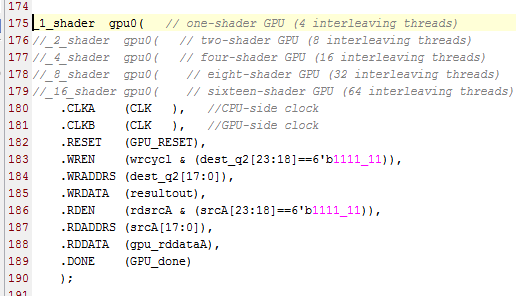 174
175 _1_shader gpu0( // one-shader GPU (4 interleaving threads)
176 //_2_shader gpu0( // two-shader GPU (8 interleaving threads)
177 //_4_shader gpu0( // four-shader GPU (16 interleaving threads)
178 //_8_shader gpu0( // eight-shader GPU (32 interleaving threads)
179 //_16_shader gpu0( // sixteen-shader GPU (64 interleaving threads)
180 .CLKA (CLK ), //CPU-side clock
181 .CLKB (CLK ), //GPU-side clock
182 .RESET (GPU_RESET),
183 .WREN (wrcycl & (dest_q2[23:18]==6'b1111_11)),
184 .WRADDRS (dest_q2[17:0]),
185 .WRDATA (resultout),
186 .RDEN (rdsrcA & (srcA[23:18]==6'b1111_11)),
187 .RDADDRS (srcA[17:0]),
188 .RDDATA (gpu_rddataA),
189 .DONE (GPU_done)
190 );
191